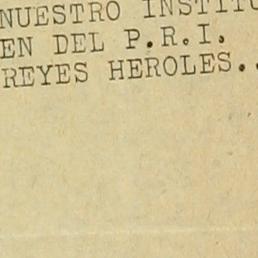 NUESTRO INSTITU
EN DEL P.R.I.
REYES HEROLES..